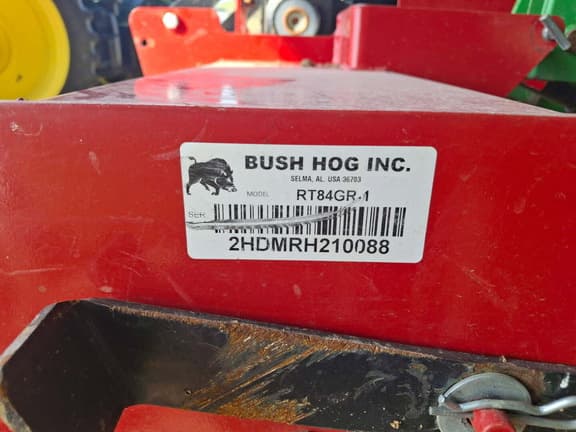 BUSH HOG INC.
SELMA, AL. USA 36703
MODEL RT84GR-1
SER
2HDMRH210088